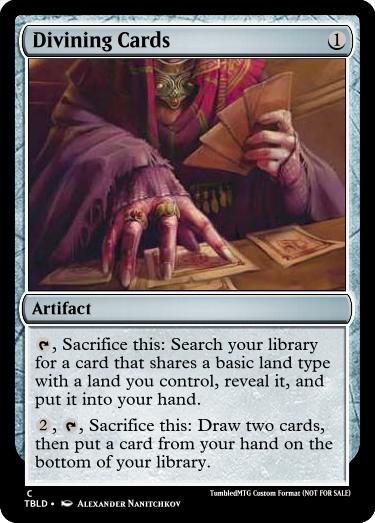 Divining Cards 1
Artifact
, Sacrifice this: Search your library
for a card that shares a basic land type
with a land you control, reveal it, and
put it into your hand.
2, , Sacrifice this: Draw two cards,
then put a card from your hand on the
bottom of your library.
C TumbledMTG Custom Format (NOT FOR SALE)
TBLD • Alexander Nanitchkov